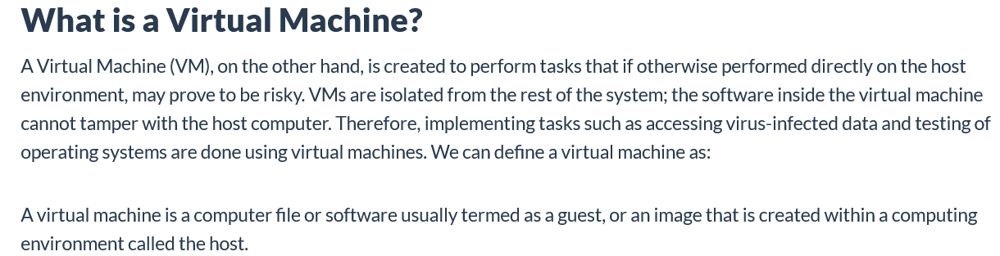 What is a Virtual Machine?
A Virtual Machine (VM), on the other hand, is created to perform tasks that if otherwise performed directly on the host
environment, may prove to be risky. VMs are isolated from the rest of the system; the software inside the virtual machine
cannot tamper with the host computer. Therefore, implementing tasks such as accessing virus-infected data and testing of
operating systems are done using virtual machines. We can define a virtual machine as:
A virtual machine is a computer file or software usually termed as a guest, or an image that is created within a computing
environment called the host.